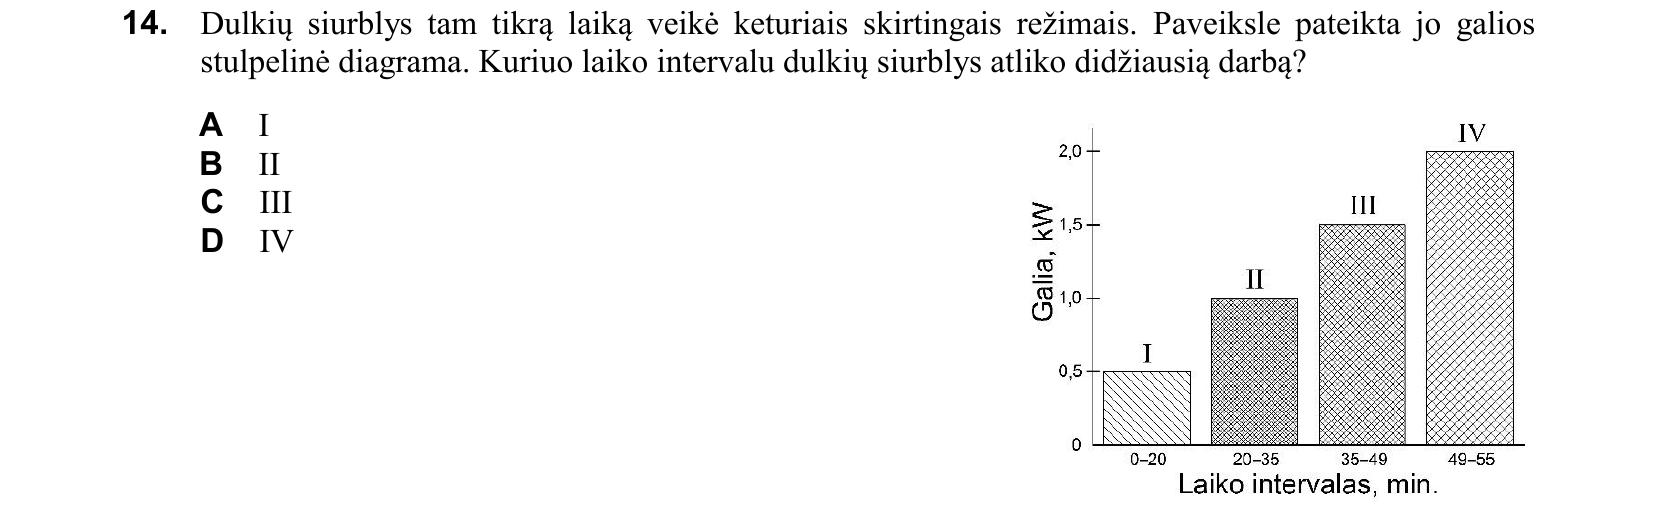 14. Dulkių siurblys tam tikrą laiką veikė keturiais skirtingais režimais. Paveiksle pateikta jo galios
stulpelinė diagrama. Kuriuo laiko intervalu dulkių siurblys atliko didžiausią darbą?
A I
B II
C III
D IV
Galia, kW
2,0
1,5
1,0
0,5
0
I
II
III
IV
0–20 20–35 35–49 49–55
Laiko intervalas, min.